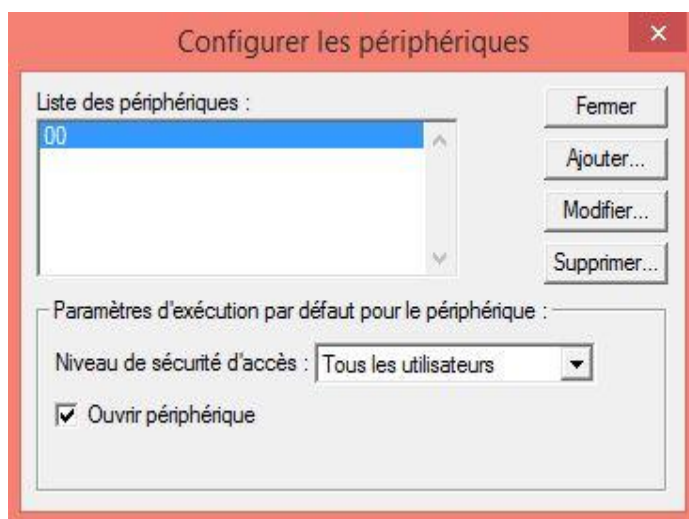 Configurer les périphériques
Liste des périphériques :
00
Fermer
Ajouter...
Modifier...
Supprimer...
Paramètres d'exécution par défaut pour le périphérique :
Niveau de sécurité d'accès : Tous les utilisateurs
Ouvrir périphérique